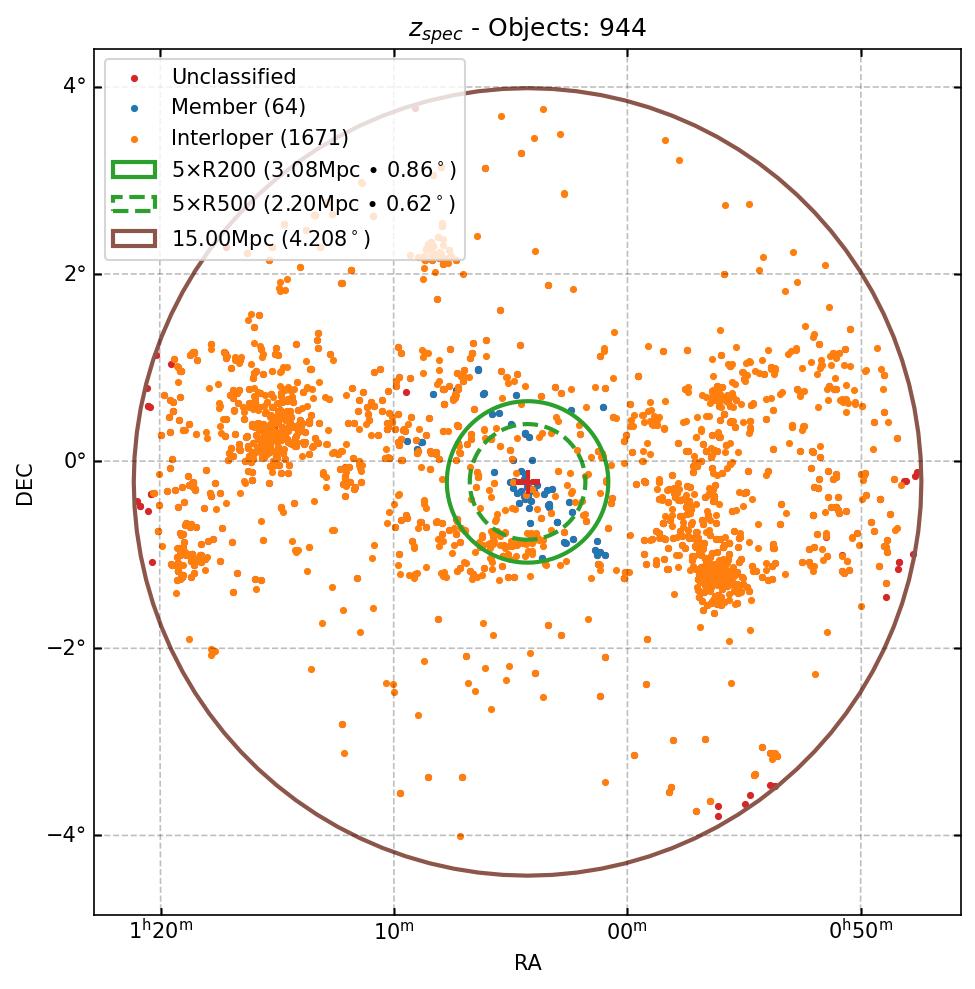 z_spec - Objects: 944
Unclassified
Member (64)
Interloper (1671)
5×R200 (3.08Mpc • 0.86°)
5×R500 (2.20Mpc • 0.62°)
15.00Mpc (4.208°)
4°
2°
0°
−2°
−4°
DEC
1h20m
10m
00m
0h50m
RA